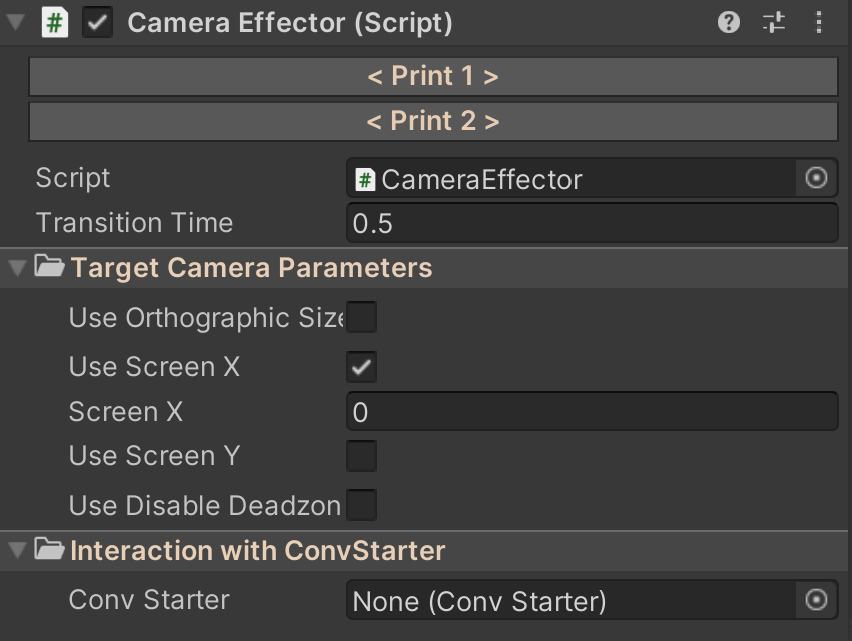 Camera Effector (Script)
< Print 1 >
< Print 2 >
Script # CameraEffector
Transition Time 0.5
Target Camera Parameters
Use Orthographic Size
Use Screen X
Screen X 0
Use Screen Y
Use Disable Deadzon
Interaction with ConvStarter
Conv Starter None (Conv Starter)